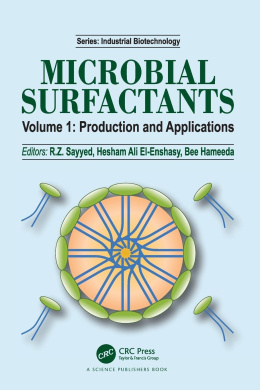 Series: Industrial Biotechnology
MICROBIAL
SURFACTANTS
Volume 1: Production and Applications
Editors: R.Z. Sayyed, Hesham Ali El-Enshasy, Bee Hameeda
CRC
CRC Press
Taylor & Francis Group
A SCIENCE PUBLISHERS BOOK